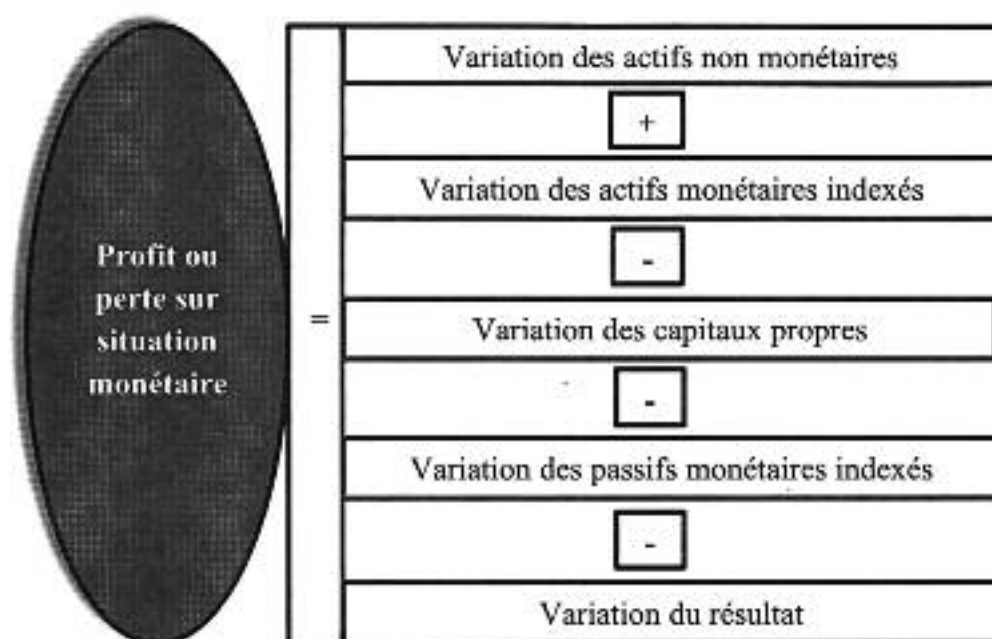 Profit ou
perte sur
situation
monétaire
=
Variation des actifs non monétaires
+
Variation des actifs monétaires indexés
-
Variation des capitaux propres
-
Variation des passifs monétaires indexés
-
Variation du résultat